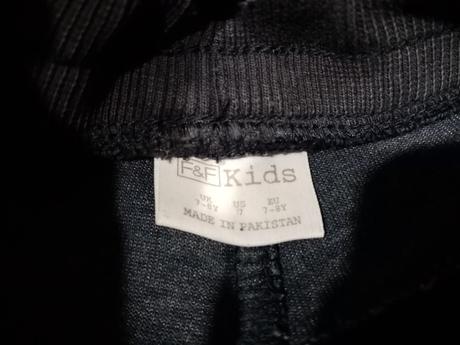 F&F Kids
UK US EU
7-8Y 7 7-8Y
MADE IN PAKISTAN